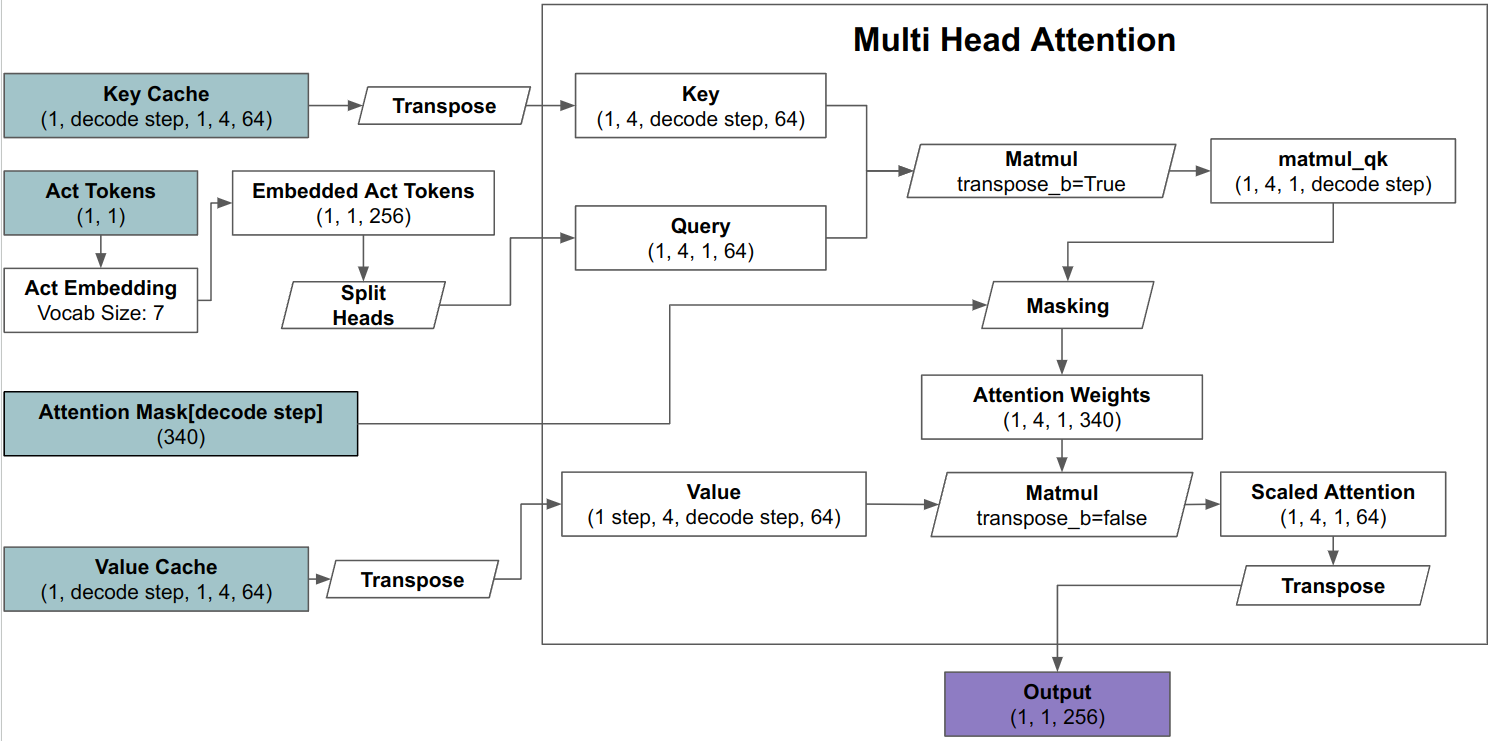 Multi Head Attention
Key Cache
(1, decode step, 1, 4, 64)
Transpose
Key
(1, 4, decode step, 64)
Matmul
transpose_b=True
matmul_qk
(1, 4, 1, decode step)
Act Tokens
(1, 1)
Embedded Act Tokens
(1, 1, 256)
Query
(1, 4, 1, 64)
Act Embedding
Vocab Size: 7
Split
Heads
Masking
Attention Mask[decode step]
(340)
Attention Weights
(1, 4, 1, 340)
Value
(1 step, 4, decode step, 64)
Matmul
transpose_b=false
Scaled Attention
(1, 4, 1, 64)
Value Cache
(1, decode step, 1, 4, 64)
Transpose
Transpose
Output
(1, 1, 256)